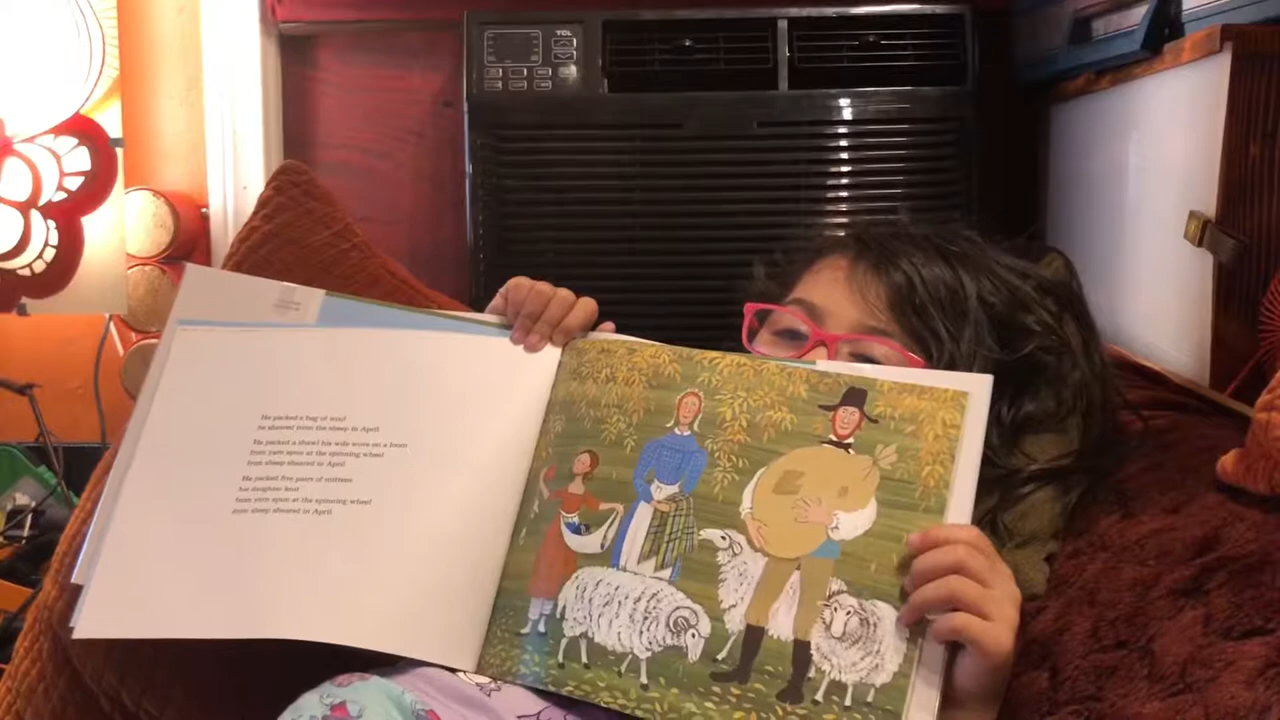 TCL
He packed a bag of wool
he sheared from the sheep in April
He packed a shawl his wife wove on a loom
from yarn spun at the spinning wheel
from sheep sheared in April
He packed five pairs of mittens
his daughter knit
from yarn spun at the spinning wheel
from sheep sheared in April